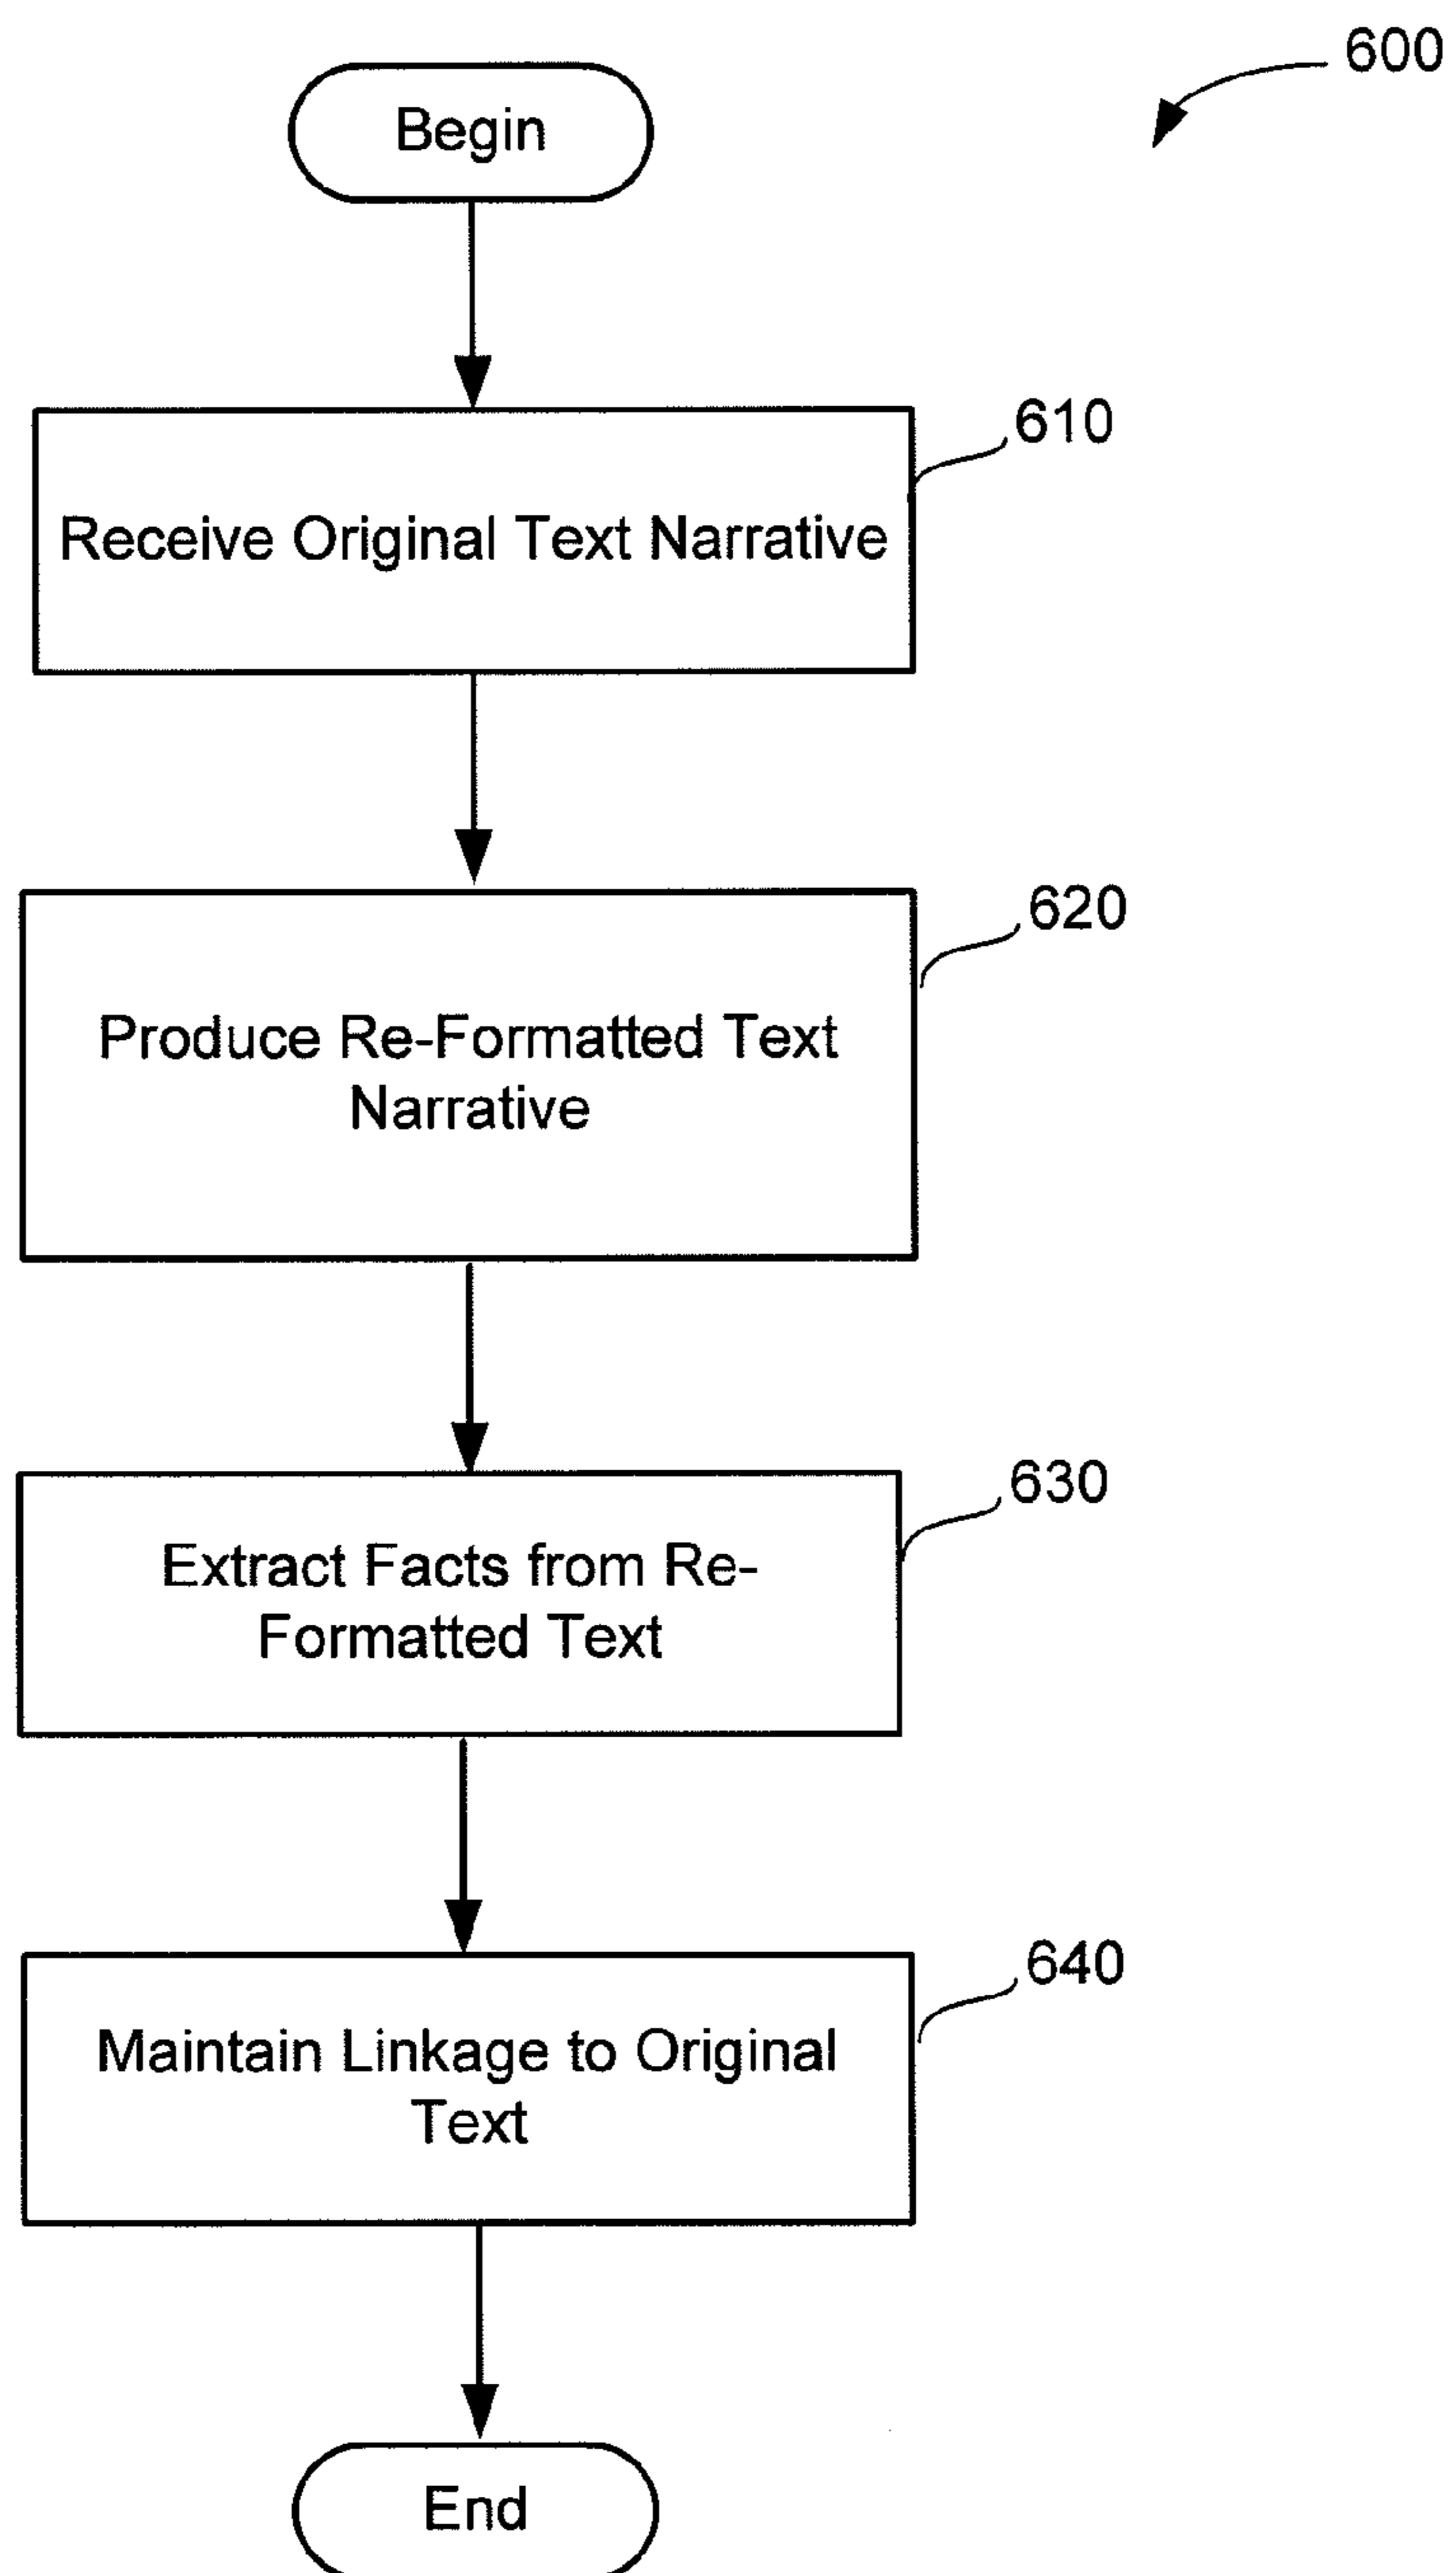 600
Begin
610
Receive Original Text Narrative
620
Produce Re-Formatted Text
Narrative
630
Extract Facts from Re-
Formatted Text
640
Maintain Linkage to Original
Text
End